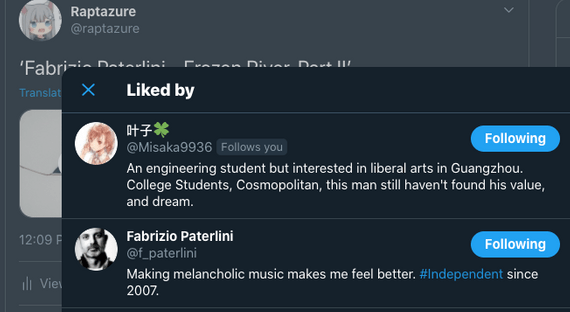 Raptazure
@raptazure
‘Fabrizio Paterlini – Frozen River, Part II’
Translat
Liked by
叶子🍀
@Misaka9936 Follows you
Following
An engineering student but interested in liberal arts in Guangzhou.
College Students, Cosmopolitan, this man still haven't found his value,
and dream.
Fabrizio Paterlini
@f_paterlini
Following
Making melancholic music makes me feel better. #Independent since
2007.
12:09 P
View